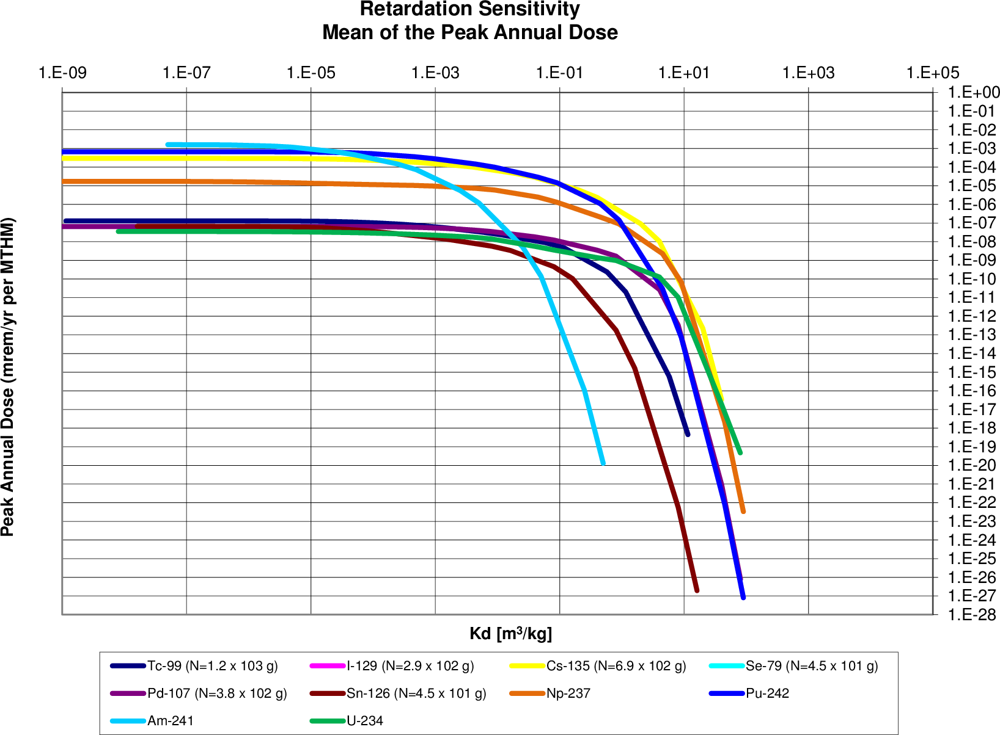 Retardation Sensitivity
Mean of the Peak Annual Dose
1.E-09 1.E-07 1.E-05 1.E-03 1.E-01 1.E+01 1.E+03 1.E+05
1.E+00
1.E-01
1.E-02
1.E-03
1.E-04
1.E-05
1.E-06
1.E-07
1.E-08
1.E-09
1.E-10
1.E-11
1.E-12
1.E-13
1.E-14
1.E-15
1.E-16
1.E-17
1.E-18
1.E-19
1.E-20
1.E-21
1.E-22
1.E-23
1.E-24
1.E-25
1.E-26
1.E-27
1.E-28
Peak Annual Dose (mrem/yr per MTHM)
Kd [m³/kg]
Tc-99 (N=1.2 x 103 g) I-129 (N=2.9 x 102 g) Cs-135 (N=6.9 x 102 g) Se-79 (N=4.5 x 101 g)
Pd-107 (N=3.8 x 102 g) Sn-126 (N=4.5 x 101 g) Np-237 Pu-242
Am-241 U-234